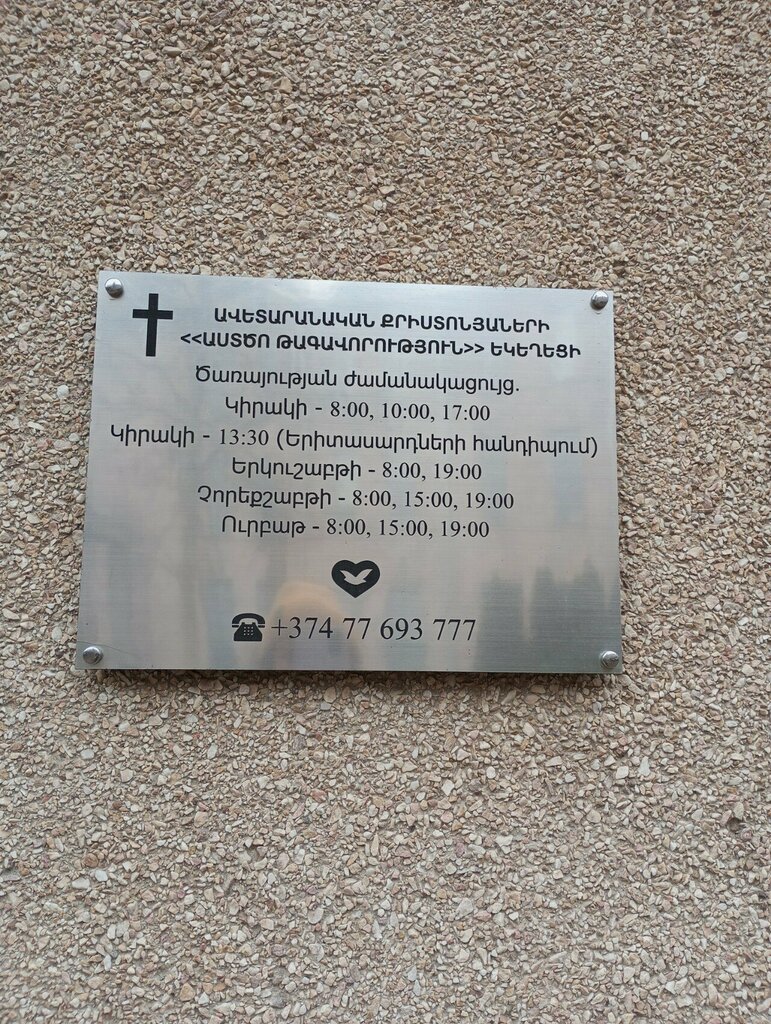 ԱՎԵՏԱՐԱՆԱԿԱՆ ՔՐԻՍՏՈՆՅԱՆԵՐԻ
<<ԱՍՏԾՈ ԹԱԳԱՎՈՐՈՒԹՅՈՒՆ>> ԵԿԵՂԵՑԻ
Ծառայության ժամանակացույց.
Կիրակի - 8:00, 10:00, 17:00
Կիրակի - 13:30 (Երիտասարդների հանդիպում)
Երկուշաբթի - 8:00, 19:00
Չորեքշաբթի - 8:00, 15:00, 19:00
Ուրբաթ - 8:00, 15:00, 19:00
+374 77 693 777